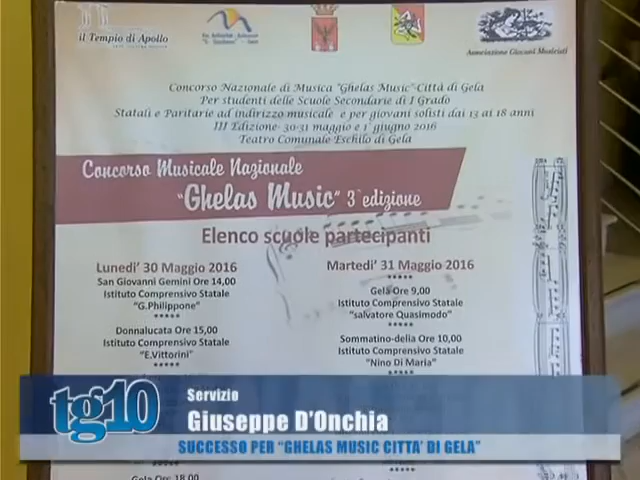 il Tempio di Apollo
Associazione Giovani Musicisti
Concorso Nazionale di Musica "Ghelas Music" Città di Gela
Per studenti delle Scuole Secondarie di I Grado
Statali e Paritarie ad indirizzo musicale e per giovani solisti dai 13 ai 18 anni
III Edizione- 30-31 maggio e 1° giugno 2016
Teatro Comunale Eschilo di Gela
Concorso Musicale Nazionale
"Ghelas Music" 3ª edizione
Elenco scuole partecipanti
Lunedi' 30 Maggio 2016
San Giovanni Gemini Ore 14,00
Istituto Comprensivo Statale
"G.Philippone"
*****
Donnalucata Ore 15,00
Istituto Comprensivo Statale
"E.Vittorini"
*****
Martedi' 31 Maggio 2016
*****
Gela Ore 9,00
Istituto Comprensivo Statale
"salvatore Quasimodo"
*****
Sommatino-delia Ore 10,00
Istituto Comprensivo Statale
"Nino Di Maria"
*****
tg10
Servizio
Giuseppe D'Onchia
SUCCESSO PER "GHELAS MUSIC CITTA' DI GELA"
Gela Ore 18,00